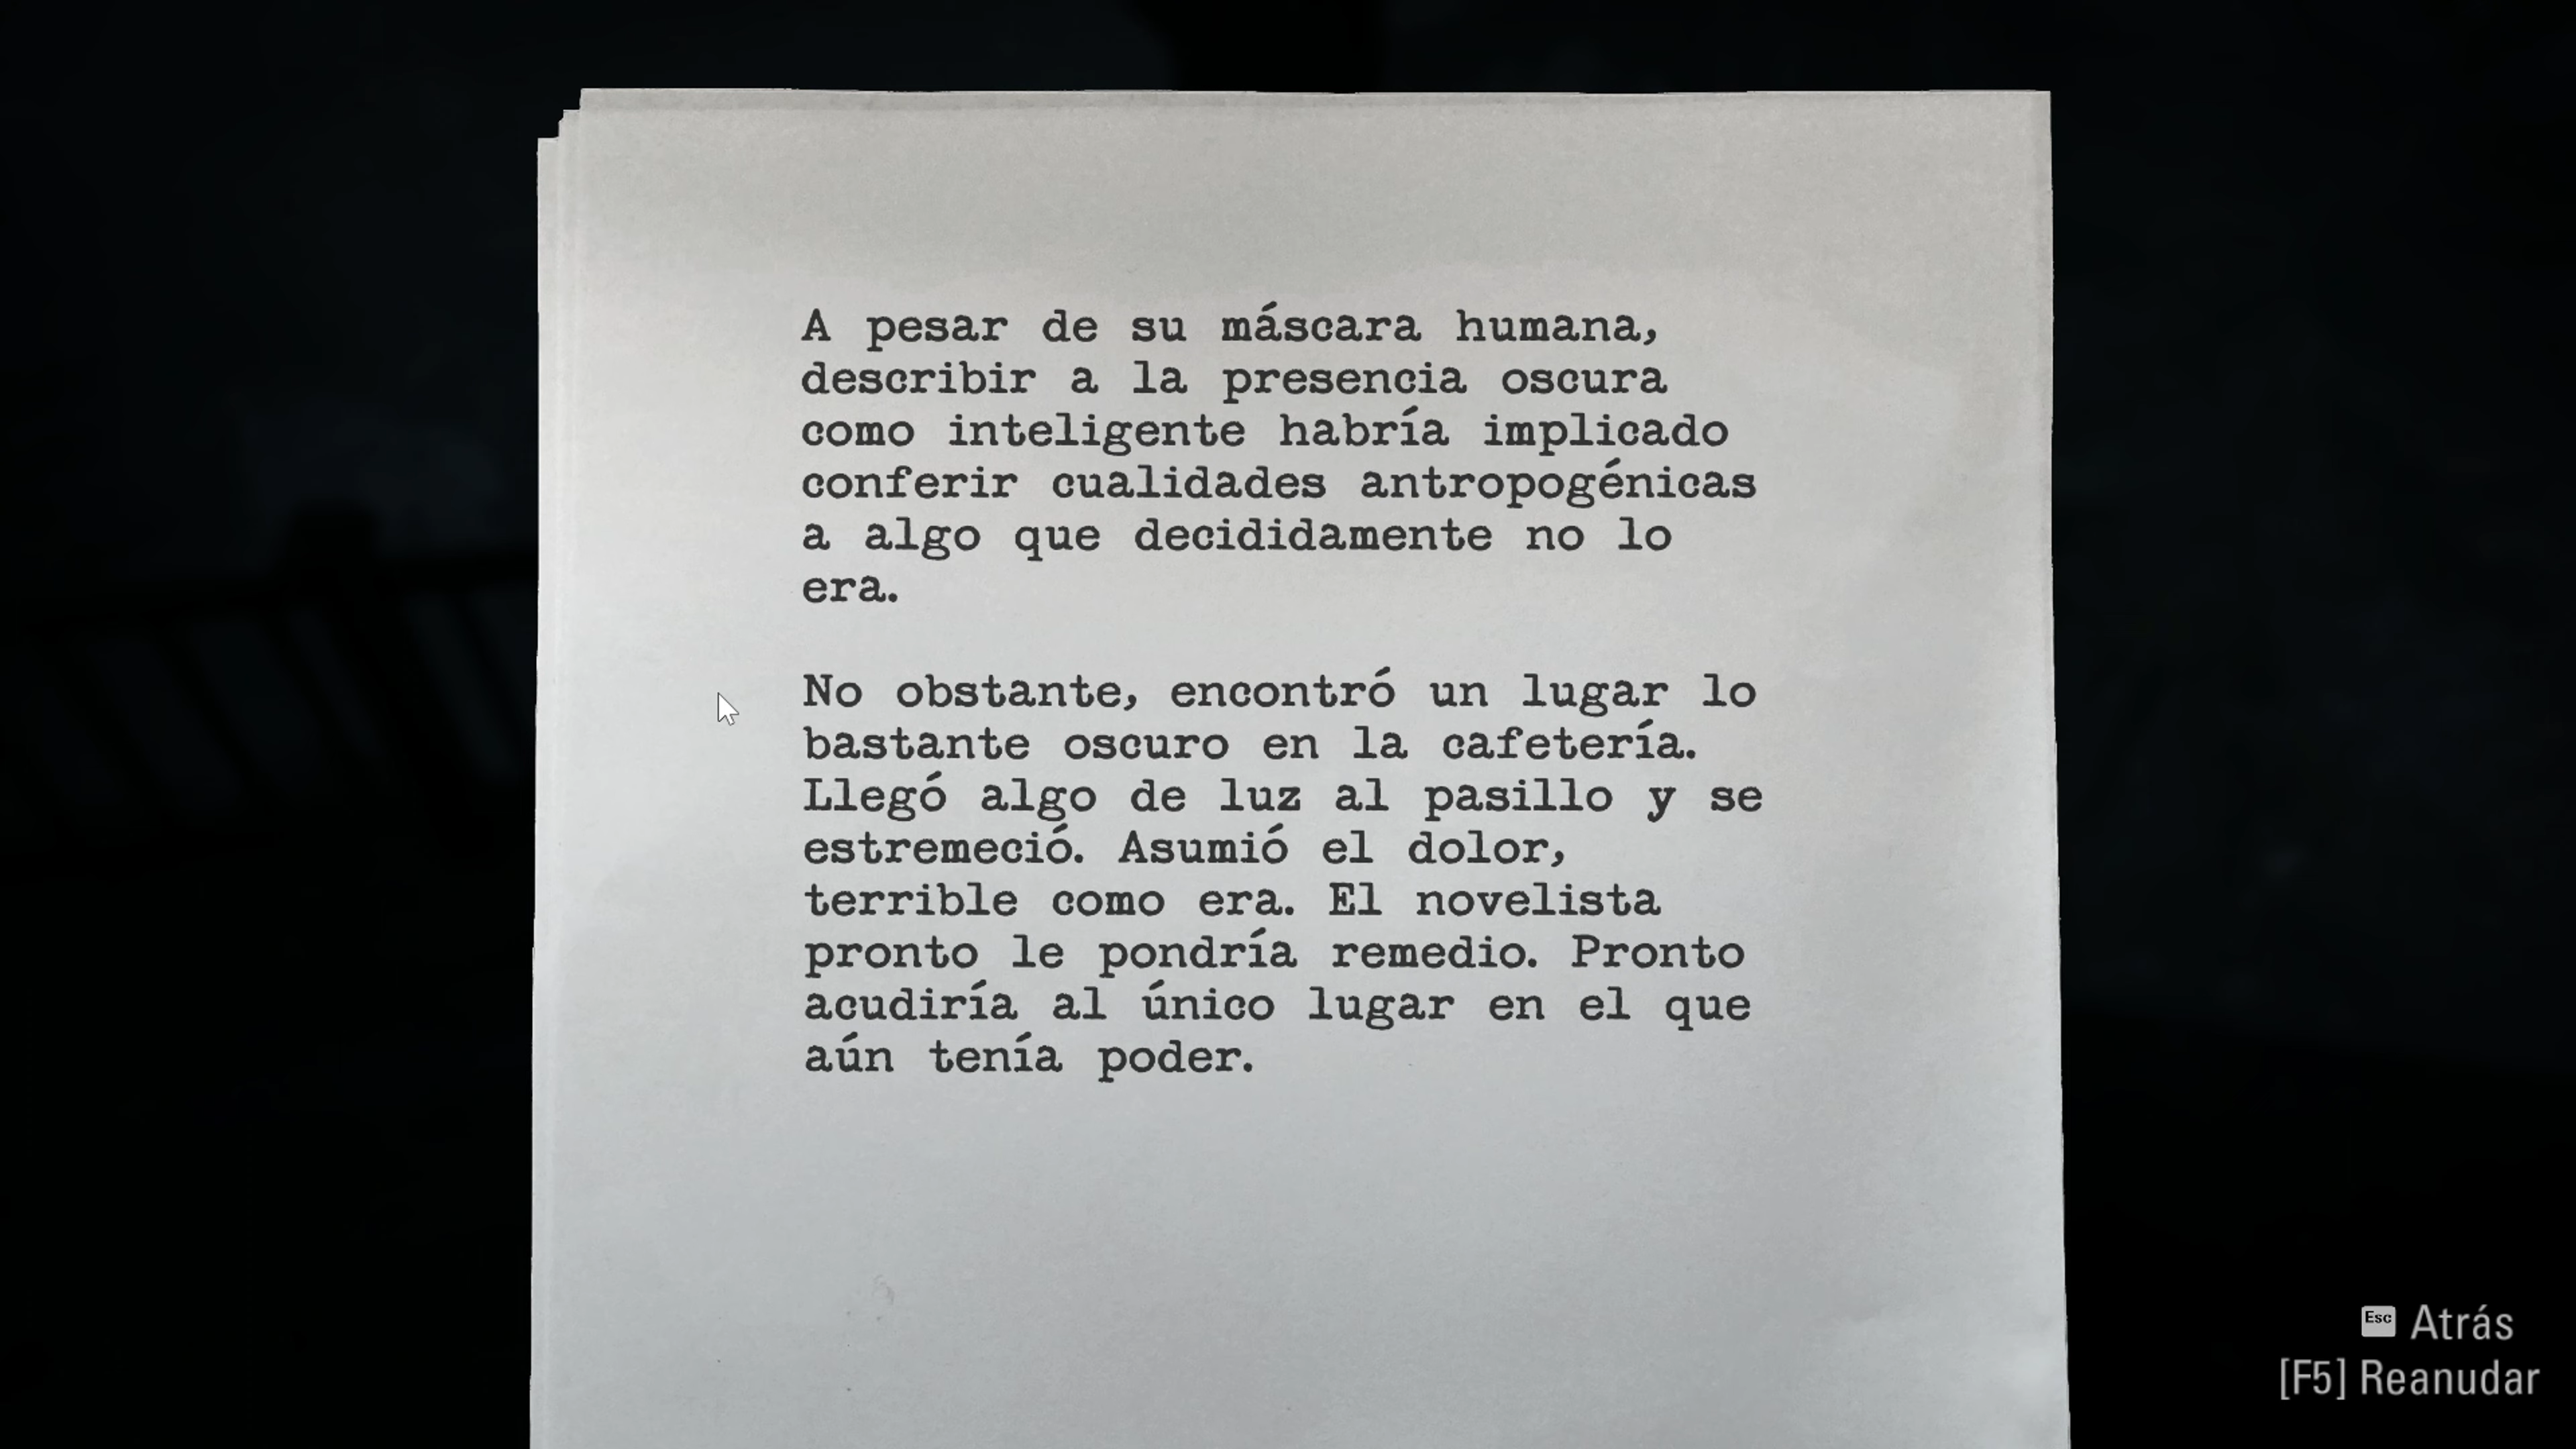 A pesar de su máscara humana,
describir a la presencia oscura
como inteligente habría implicado
conferir cualidades antropogénicas
a algo que decididamente no lo
era.
No obstante, encontró un lugar lo
bastante oscuro en la cafetería.
Llegó algo de luz al pasillo y se
estremeció. Asumió el dolor,
terrible como era. El novelista
pronto le pondría remedio. Pronto
acudiría al único lugar en el que
aún tenía poder.
Esc Atrás
[F5] Reanudar